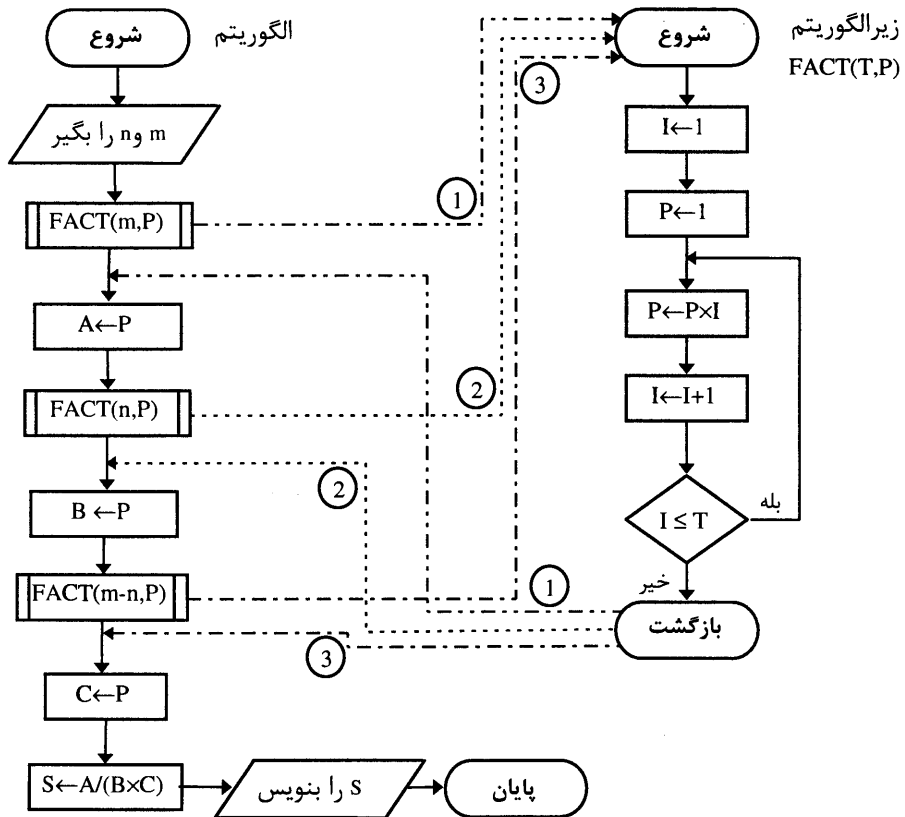 الگوریتم
شروع
m و n را بگیر
FACT(m,P)
A←P
FACT(n,P)
B ←P
FACT(m-n,P)
C←P
S←A/(B×C)
S را بنویس
پایان
1
2
3
2
1
3
زیرالگوریتم
FACT(T,P)
شروع
I←1
P←1
P←P×I
I←I+1
I ≤ T
بله
خیر
بازگشت